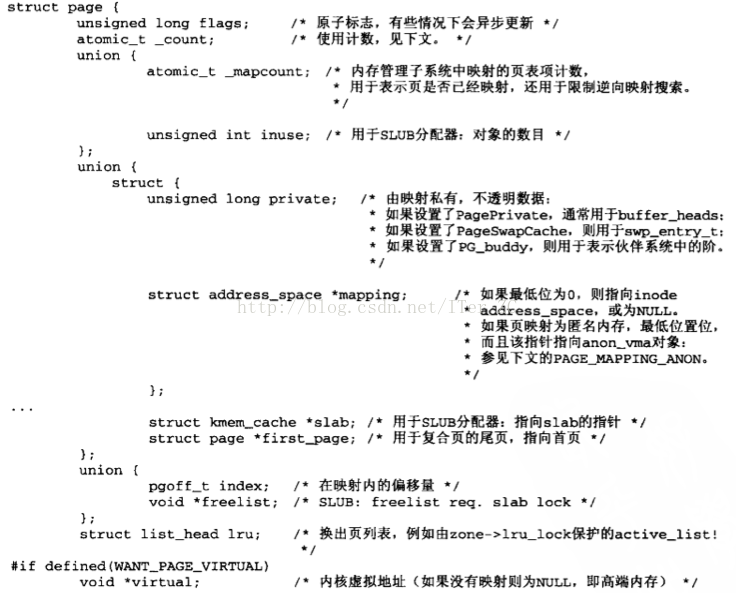 struct page {
unsigned long flags; /* 原子标志，有些情况下会异步更新 */
atomic_t _count; /* 使用计数，见下文。 */
union {
atomic_t _mapcount; /* 内存管理子系统中映射的页表项计数，
* 用于表示页是否已经映射，还用于限制逆向映射搜索。
*/
unsigned int inuse; /* 用于SLUB分配器：对象的数目 */
};
union {
struct {
unsigned long private; /* 由映射私有，不透明数据：
* 如果设置了PagePrivate，通常用于buffer_heads；
* 如果设置了PageSwapCache，则用于swp_entry_t；
* 如果设置了PG_buddy，则用于表示伙伴系统中的阶。
*/
struct address_space *mapping; /* 如果最低位为0，则指向inode
* address_space，或为NULL。
* 如果页映射为匿名内存，最低位置位，
* 而且该指针指向anon_vma对象：
* 参见下文的PAGE_MAPPING_ANON。
*/
};
...
struct kmem_cache *slab; /* 用于SLUB分配器：指向slab的指针 */
struct page *first_page; /* 用于复合页的尾页，指向首页 */
};
union {
pgoff_t index; /* 在映射内的偏移量 */
void *freelist; /* SLUB: freelist req. slab lock */
};
struct list_head lru; /* 换出页列表，例如由zone->lru_lock保护的active_list！
*/
#if defined(WANT_PAGE_VIRTUAL)
void *virtual; /* 内核虚拟地址（如果没有映射则为NULL，即高端内存） */